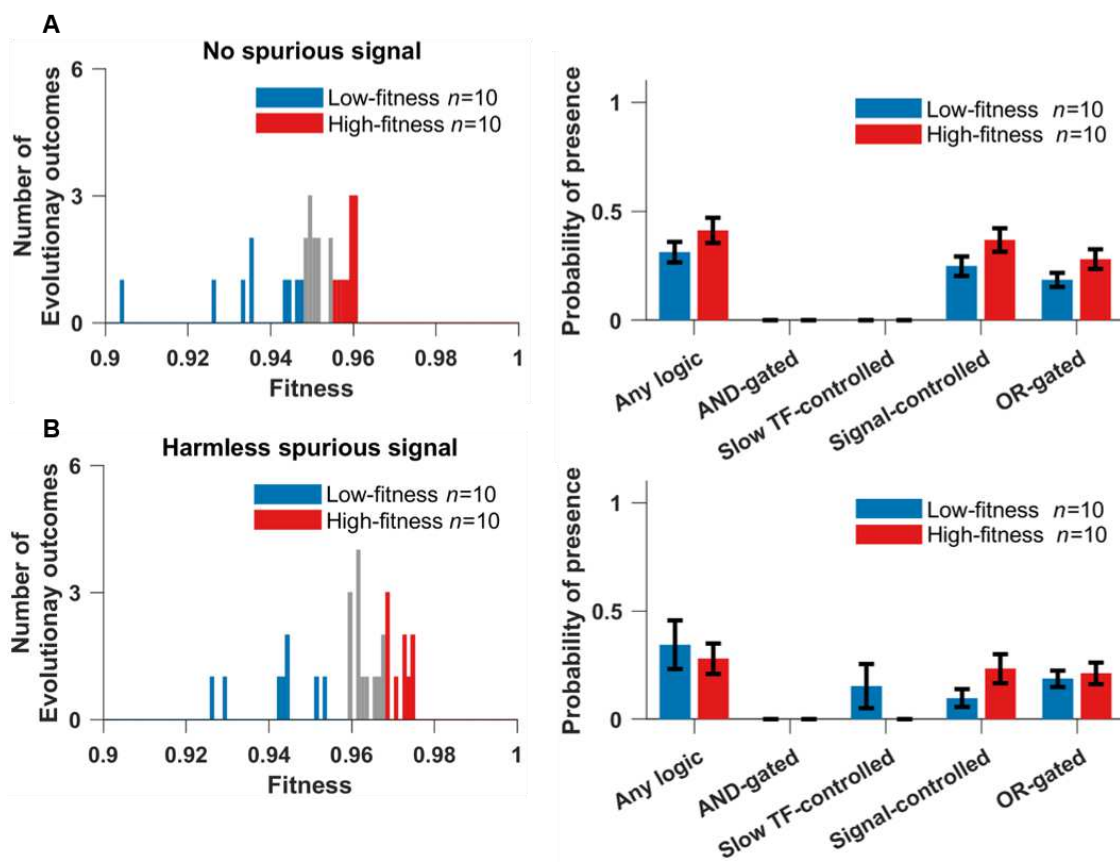 A
No spurious signal
Number of
Evolutionay outcomes
6
3
0
Low-fitness n=10
High-fitness n=10
0.9 0.92 0.94 0.96 0.98 1
Fitness
Probability of presence
1
0.5
0
Low-fitness n=10
High-fitness n=10
Any logic
AND-gated
Slow TF-controlled
Signal-controlled
OR-gated
B
Harmless spurious signal
Number of
Evolutionay outcomes
6
3
0
Low-fitness n=10
High-fitness n=10
0.9 0.92 0.94 0.96 0.98 1
Fitness
Probability of presence
1
0.5
0
Low-fitness n=10
High-fitness n=10
Any logic
AND-gated
Slow TF-controlled
Signal-controlled
OR-gated